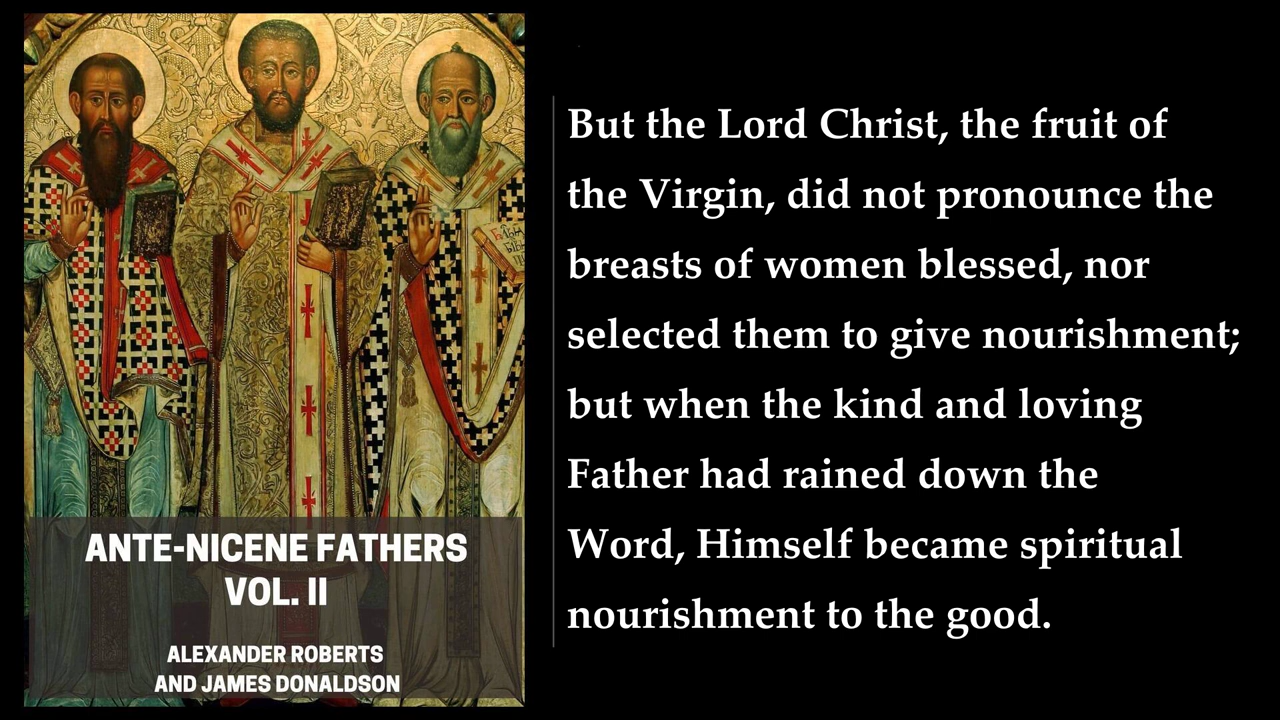 But the Lord Christ, the fruit of
the Virgin, did not pronounce the
breasts of women blessed, nor
selected them to give nourishment;
but when the kind and loving
Father had rained down the
Word, Himself became spiritual
nourishment to the good.
ANTE-NICENE FATHERS
VOL. II
ALEXANDER ROBERTS
AND JAMES DONALDSON